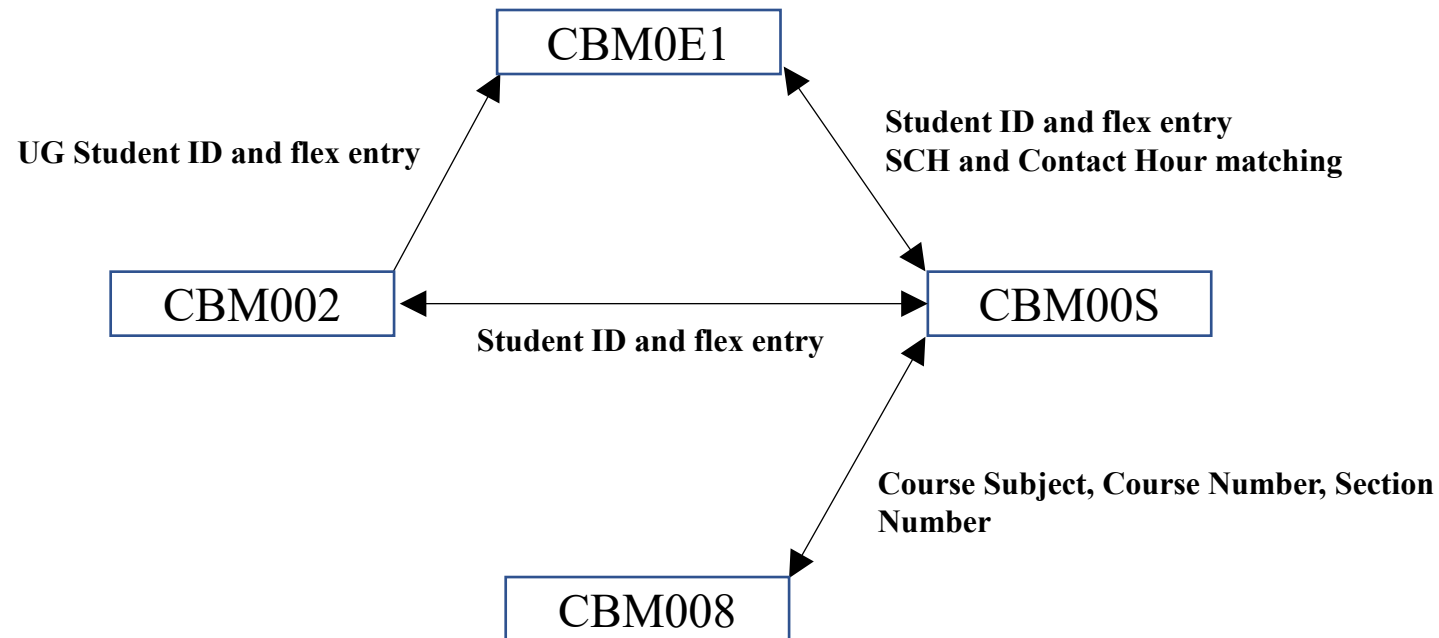 CBM0E1
UG Student ID and flex entry
Student ID and flex entry
SCH and Contact Hour matching
CBM002
CBM00S
Student ID and flex entry
Course Subject, Course Number, Section
Number
CBM008